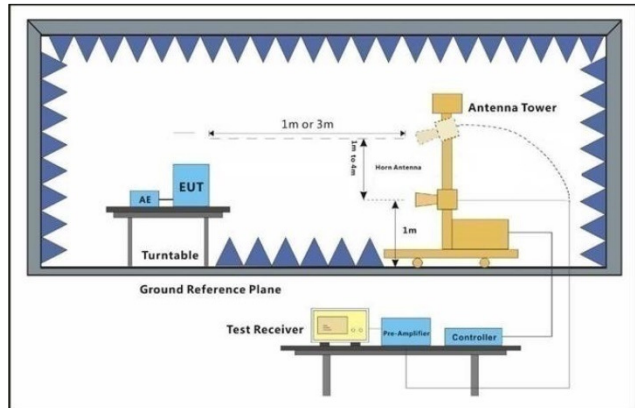 1m or 3m
Antenna Tower
1m to 4m
Horn Antenna
EUT
AE
1m
Turntable
Ground Reference Plane
Test Receiver
Pre-Amplifier
Controller